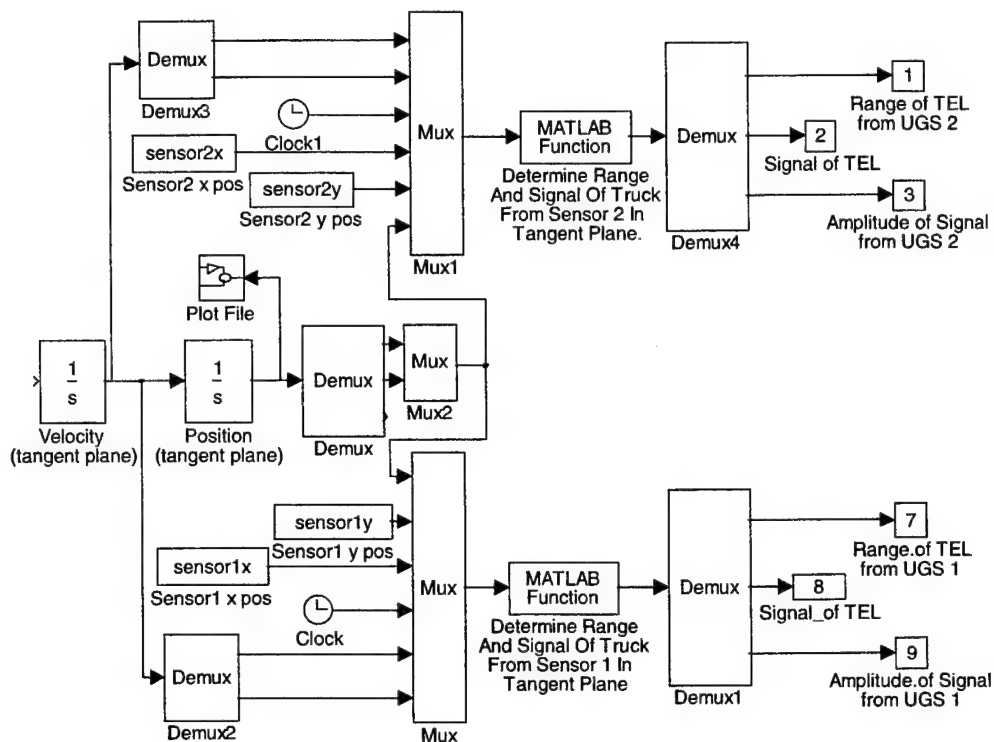 Demux
Demux3
Clock1
sensor2x
Sensor2 x pos
sensor2y
Sensor2 y pos
Mux
Mux1
MATLAB
Function
Determine Range
And Signal Of Truck
From Sensor 2 In
Tangent Plane.
Demux
Demux4
1
Range of TEL
from UGS 2
2
Signal of TEL
3
Amplitude of Signal
from UGS 2
Plot File
1
s
Velocity
(tangent plane)
1
s
Position
(tangent plane)
Demux
Demux
Mux
Mux2
sensor1y
Sensor1 y pos
sensor1x
Sensor1 x pos
Clock
Demux
Demux2
Mux
Mux
MATLAB
Function
Determine Range
And Signal Of Truck
From Sensor 1 In
Tangent Plane
Demux
Demux1
7
Range.of TEL
from UGS 1
8
Signal_of TEL
9
Amplitude.of Signal
from UGS 1